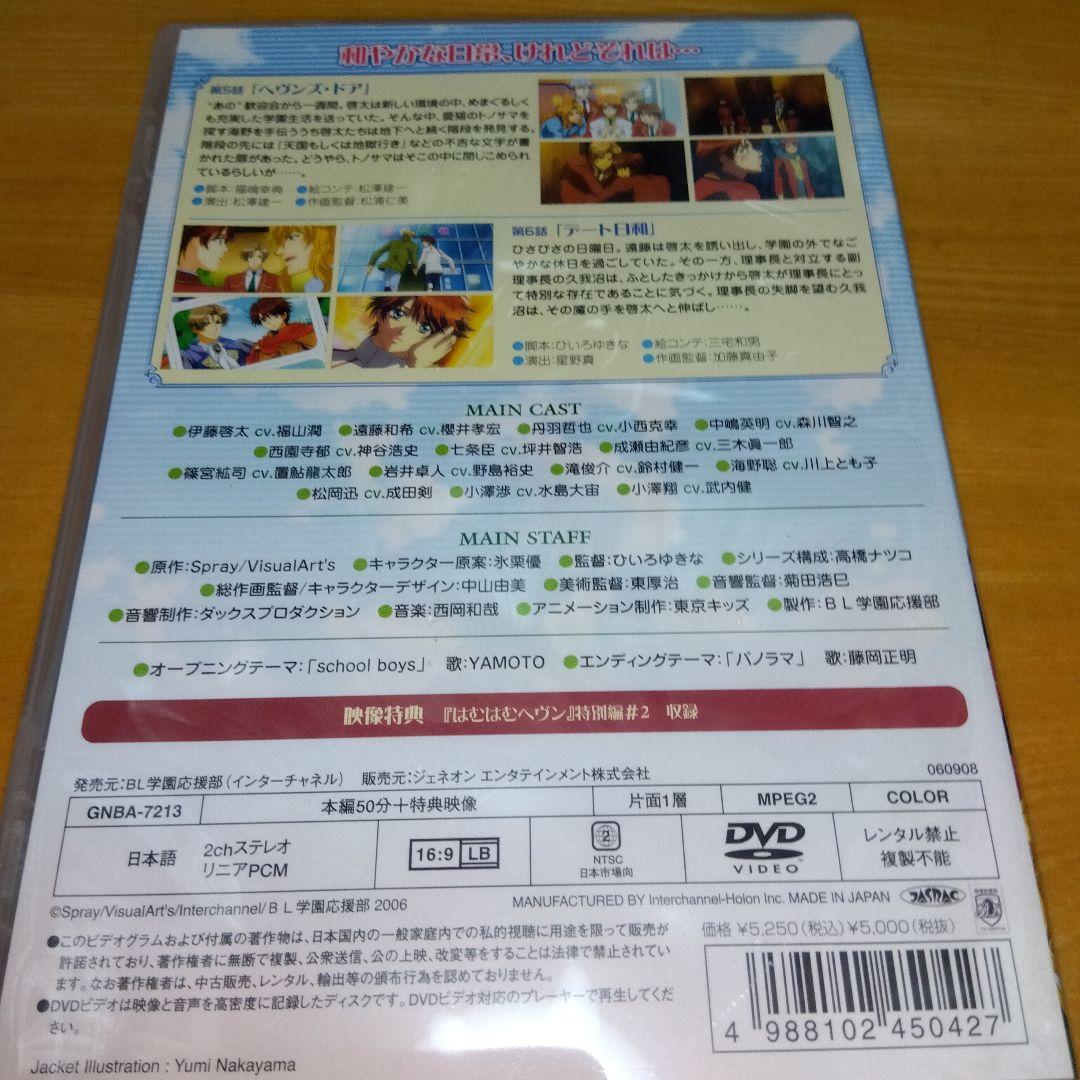 和やかな日常、けれどそれは…
第5話「ヘヴンズ・ドア」
"あの"歓迎会から一週間。啓太は新しい環境の中、めまぐるしく
も充実した学園生活を送っていた。そんな中、愛猫のトノサマを
探す海野を手伝ううち啓太たちは地下へと続く階段を発見する。
階段の先には「天国もしくは地獄行き」などの不吉な文字が書
かれた扉があった。どうやら、トノサマはそこの中に閉じこめられ
ているらしいが……。
●脚本：福嶋幸典 ●絵コンテ：松澤建一
●演出：松澤建一 ●作画監督：松浦仁美
第6話「デート日和」
ひさびさの日曜日。遠藤は啓太を誘い出し、学園の外でなご
やかな休日を過ごしていた。その一方、理事長と対立する副
理事長の久我沼は、ふとしたきっかけから啓太が理事長にとっ
て特別な存在であることに気づく。理事長の失脚を望む久我
沼は、その魔の手を啓太へと伸ばし……。
●脚本：ひいろゆきな ●絵コンテ：三宅和男
●演出：星野真 ●作画監督：加藤真由子
MAIN CAST
●伊藤啓太 cv.福山潤 ●遠藤和希 cv.櫻井孝宏 ●丹羽哲也 cv.小西克幸 ●中嶋英明 cv.森川智之
●西園寺郁 cv.神谷浩史 ●七条臣 cv.坪井智浩 ●成瀬由紀彦 cv.三木眞一郎
●篠宮紘司 cv.置鮎龍太郎 ●岩井卓人 cv.野島裕史 ●滝俊介 cv.鈴村健一 ●海野聡 cv.川上とも子
●松岡迅 cv.成田剣 ●小澤渉 cv.水島大宙 ●小澤翔 cv.武内健
MAIN STAFF
●原作：Spray/VisualArt's ●キャラクター原案：氷栗優 ●監督：ひいろゆきな ●シリーズ構成：高橋ナツコ
●総作画監督/キャラクターデザイン：中山由美 ●美術監督：東厚治 ●音響監督：菊田浩巳
●音響制作：ダックスプロダクション ●音楽：西岡和哉 ●アニメーション制作：東京キッズ ●製作：BL学園応援部
●オープニングテーマ：「school boys」 歌：YAMOTO ●エンディングテーマ：「パノラマ」 歌：藤岡正明
映像特典 『はむはむヘヴン』特別編#2 収録
発売元：BL学園応援部（インターチャネル） 販売元：ジェネオン エンタテインメント株式会社
060908
GNBA-7213 本編50分＋特典映像 片面1層 MPEG2 COLOR
日本語 2chステレオ リニアPCM 16:9 LB 2 NTSC 日本市場向 DVD VIDEO レンタル禁止 複製不能
©Spray/VisualArt's/Interchannel/BL学園応援部 2006
MANUFACTURED BY Interchannel-Holon Inc. MADE IN JAPAN JASRAC
価格 ¥5,250（税込）¥5,000（税抜）
●このビデオグラムおよび付属の著作物は、日本国内の一般家庭内での私的視聴に用途を限って販売が
許諾されており、著作権者に無断で複製、公衆送信、公の上映、改変等をすることは法律で禁止されてい
ます。なお著作権者は、中古販売、レンタル、輸出等の頒布行為を認めておりません。
●DVDビデオは映像と音声を高密度に記録したディスクです。DVDビデオ対応のプレーヤーで再生してくだ
さい。
4 988102 450427
Jacket Illustration : Yumi Nakayama